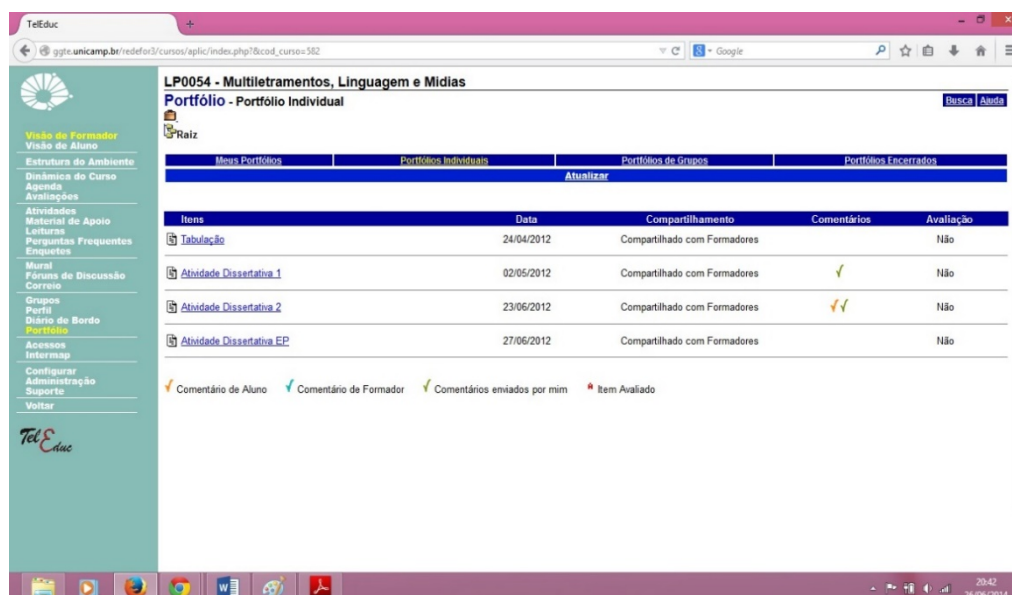 TelEduc
ggte.unicamp.br/redefor3/cursos/aplic/index.php?&cod_curso=582
Google
LP0054 - Multiletramentos, Linguagem e Midias
Portfólio - Portfólio Individual
Busca Ajuda
Raiz
Visão de Formador
Visão de Aluno
Estrutura do Ambiente
Dinâmica do Curso
Agenda
Avaliações
Atividades
Material de Apoio
Leituras
Perguntas Frequentes
Enquetes
Mural
Fóruns de Discussão
Correio
Grupos
Perfil
Diário de Bordo
Portfólio
Acessos
Intermap
Configurar
Administração
Suporte
Voltar
TelEduc
Meus Portfólios Portfólios Individuais Portfólios de Grupos Portfólios Encerrados
Atualizar
Itens Data Compartilhamento Comentários Avaliação
Tabulação 24/04/2012 Compartilhado com Formadores Não
Atividade Dissertativa 1 02/05/2012 Compartilhado com Formadores Não
Atividade Dissertativa 2 23/06/2012 Compartilhado com Formadores Não
Atividade Dissertativa EP 27/06/2012 Compartilhado com Formadores Não
Comentário de Aluno Comentário de Formador Comentários enviados por mim Item Avaliado
20:42
26/06/2014